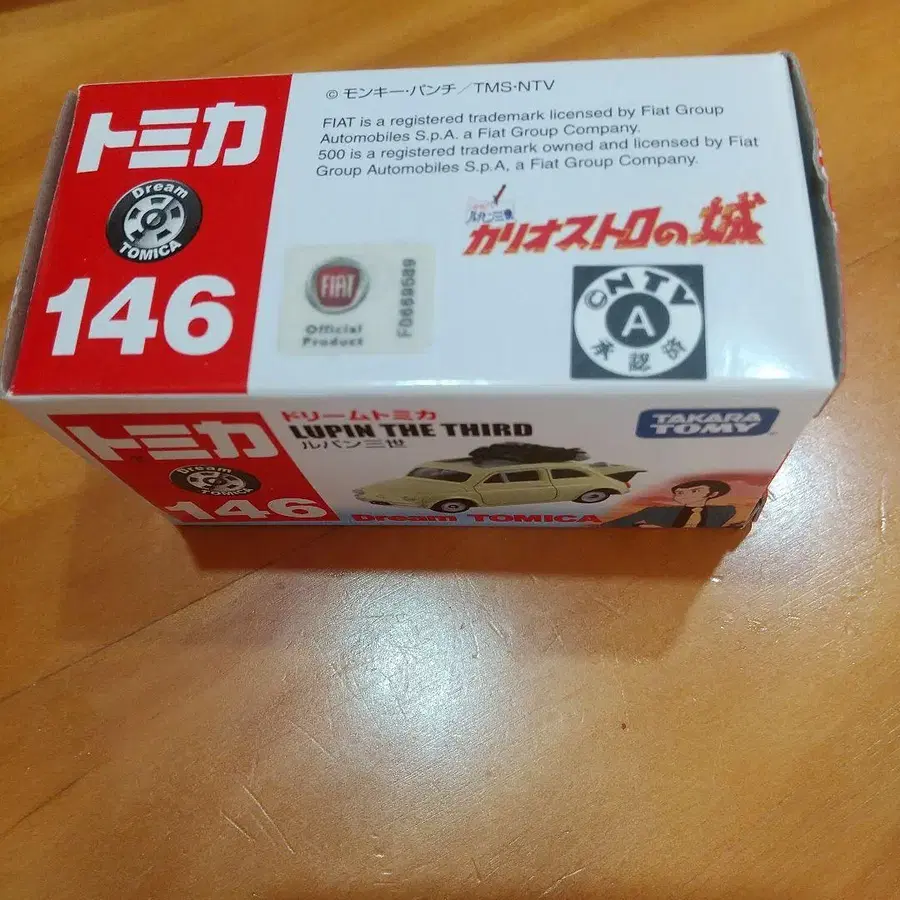 トミカ
Dream
TOMICA
146
© モンキー・パンチ／TMS・NTV
FIAT is a registered trademark licensed by Fiat Group
Automobiles S.p.A. a Fiat Group Company.
500 is a registered trademark owned and licensed by Fiat
Group Automobiles S.p.A, a Fiat Group Company.
ルパン三世
カリオストロの城
FIAT
Official
Product
F0669689
©NTV
A
承認済
トミカ
Dream
TOMICA
146
ドリームトミカ
LUPIN THE THIRD
ルパン三世
Dream TOMICA
TAKARA
TOMY